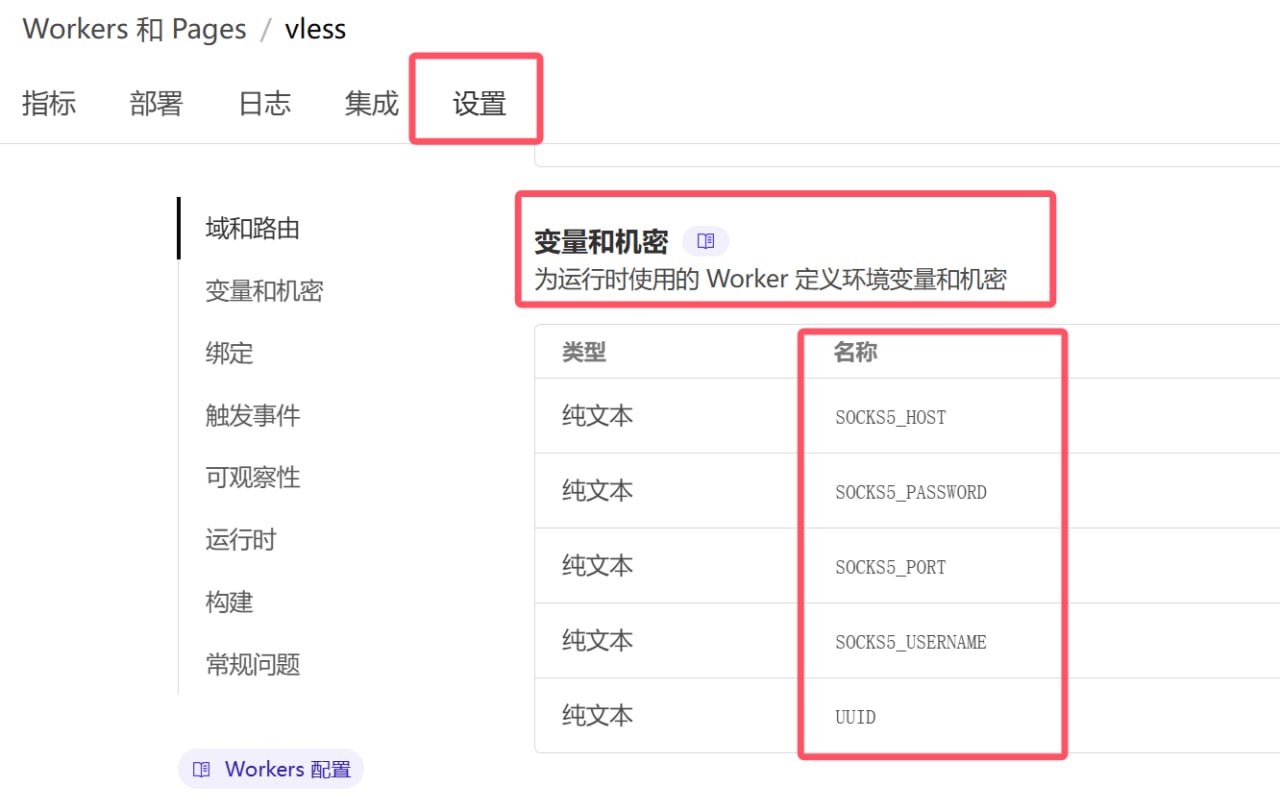 Workers 和 Pages / vless
指标 部署 日志 集成 设置
域和路由
变量和机密
绑定
触发事件
可观察性
运行时
构建
常规问题
Workers 配置
变量和机密
为运行时使用的 Worker 定义环境变量和机密
类型 名称
纯文本 SOCKS5_HOST
纯文本 SOCKS5_PASSWORD
纯文本 SOCKS5_PORT
纯文本 SOCKS5_USERNAME
纯文本 UUID